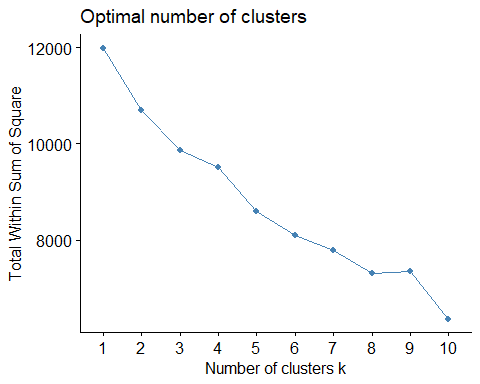 Optimal number of clusters
Total Within Sum of Square
12000
10000
8000
1 2 3 4 5 6 7 8 9 10
Number of clusters k